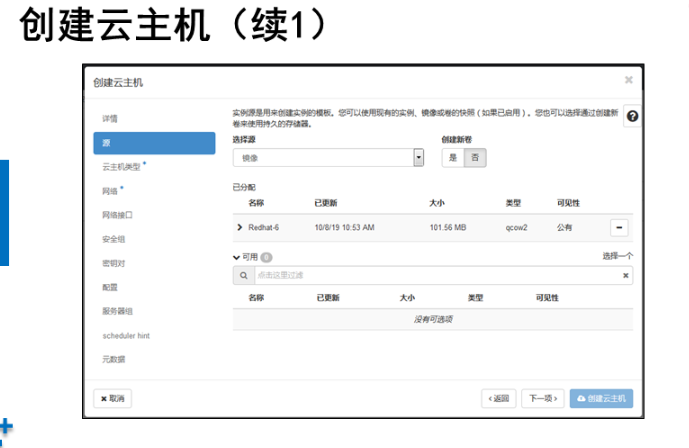 创建云主机（续1）
创建云主机
详情
源
云主机类型 *
网络 *
网络接口
安全组
密钥对
配置
服务器组
scheduler hint
元数据
实例源是用来创建实例的模板。您可以使用现有的实例、镜像或卷的快照（如果已启用）。您也可以选择通过创建新
卷来使用持久的存储器。
选择源 创建新卷
镜像 是 否
已分配
名称 已更新 大小 类型 可见性
Redhat-6 10/8/19 10:53 AM 101.56 MB qcow2 公有
可用 0 选择一个
点击这里过滤
名称 已更新 大小 类型 可见性
没有可选项
取消 返回 下一项 创建云主机